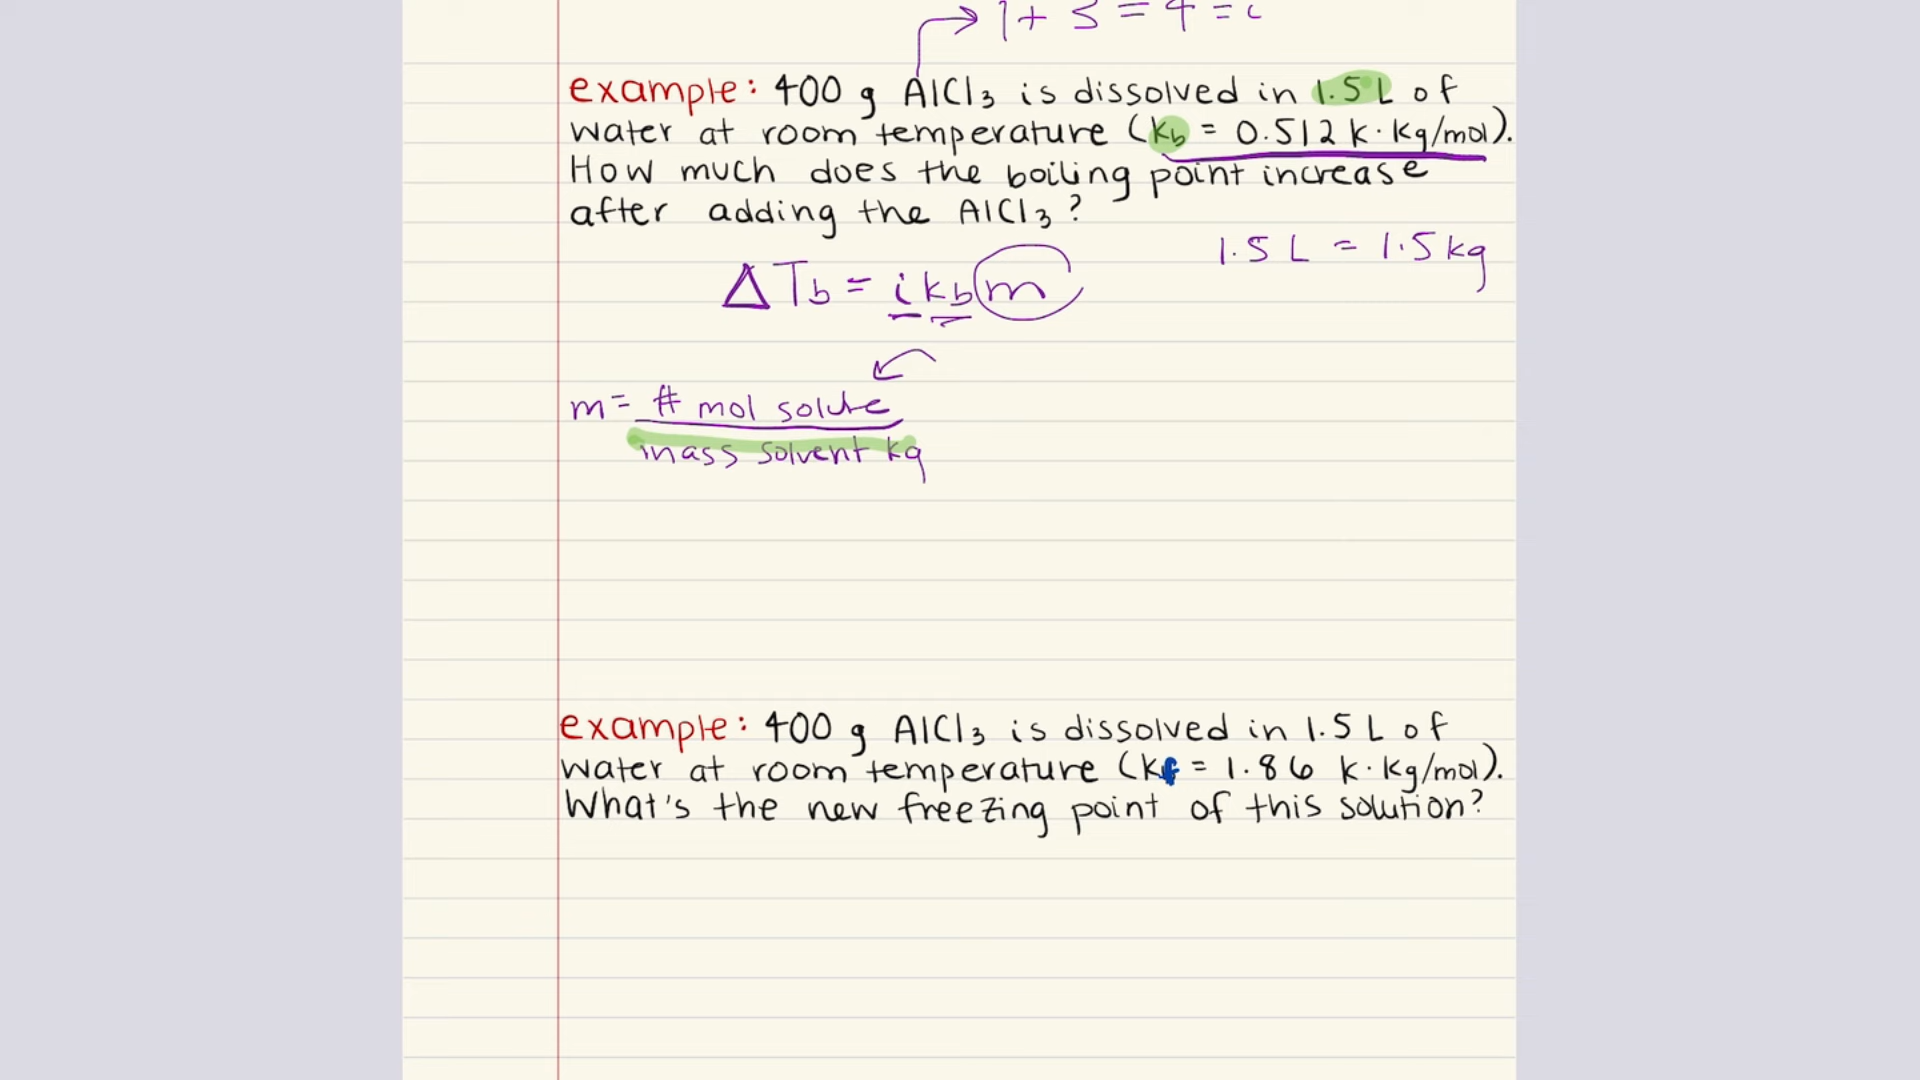 1 + 3 = 4 = i
example: 400 g AlCl3 is dissolved in 1.5 L of
water at room temperature (kb = 0.512 k·kg/mol).
How much does the boiling point increase
after adding the AlCl3?
1.5 L = 1.5 kg
ΔTb = i kb m
m = # mol solute
mass solvent kg
example: 400 g AlCl3 is dissolved in 1.5 L of
water at room temperature (kf = 1.86 k·kg/mol).
What's the new freezing point of this solution?